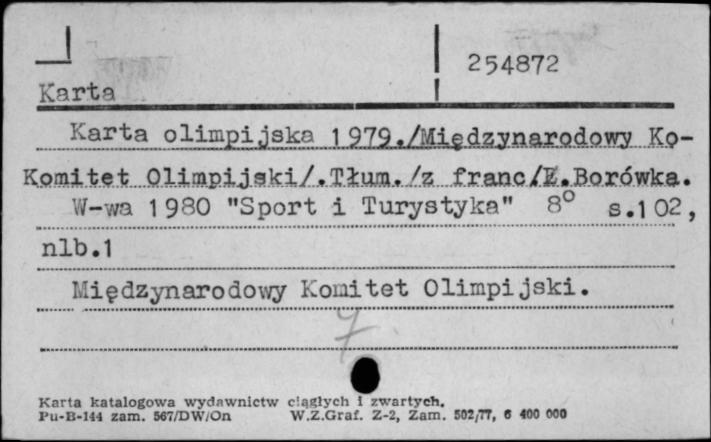 254872
Karta
Karta olimpijska 1979./Międzynarodowy Ko-
Komitet Olimpijski/.Tłum./z franc/E.Borówka.
W-wa 1980 "Sport i Turystyka" 8° s.102,
nlb.1
Międzynarodowy Komitet Olimpijski.
7
Karta katalogowa wydawnictw ciągłych i zwartych.
Pu-B-144 zam. 567/DW/On W.Z.Graf. Z-2, Zam. 502/77, 6 400 000